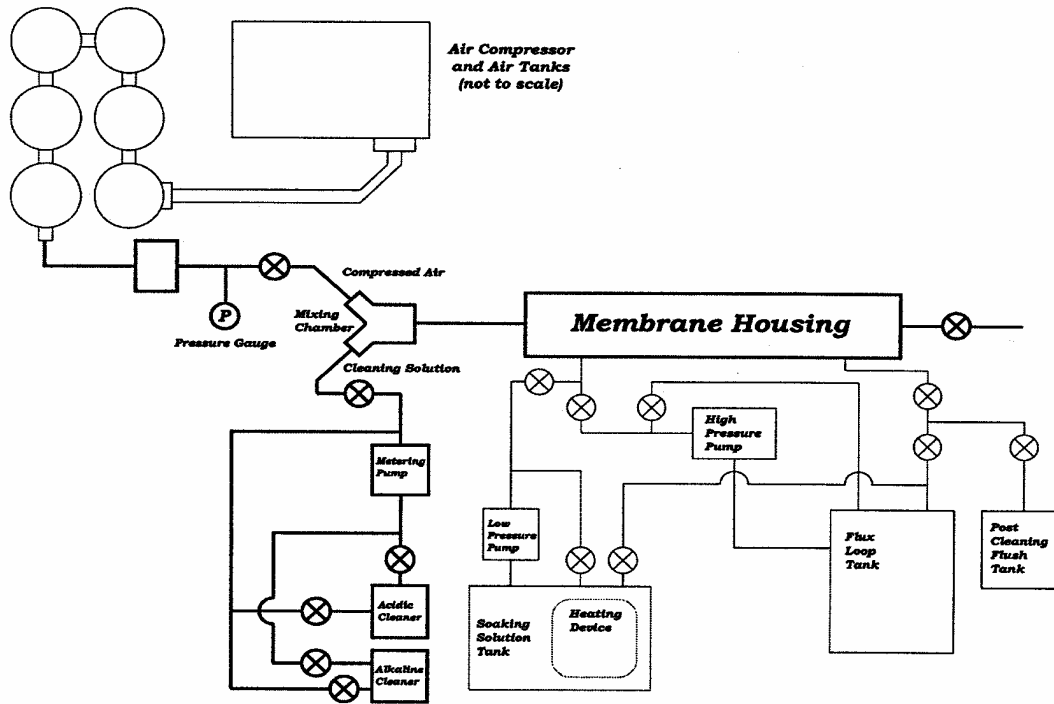 Air Compressor
and Air Tanks
(not to scale)
Compressed Air
P
Pressure Gauge
Mixing
Chamber
Membrane Housing
Cleaning Solution
High
Pressure
Pump
Metering
Pump
Low
Pressure
Pump
Flux
Loop
Tank
Post
Cleaning
Flush
Tank
Acidic
Cleaner
Soaking
Solution
Tank
Heating
Device
Alkaline
Cleaner